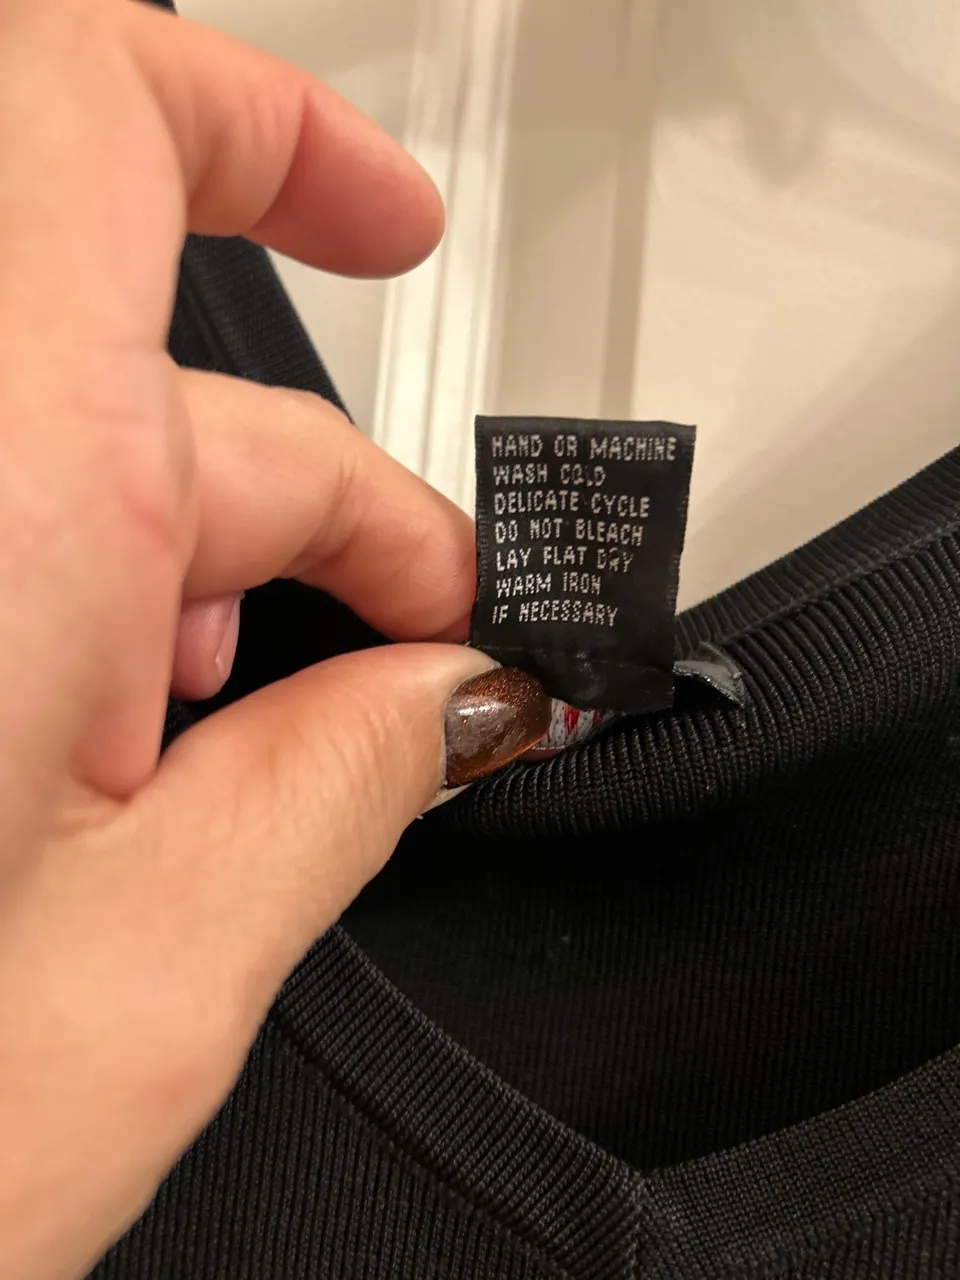 HAND OR MACHINE
WASH COLD
DELICATE CYCLE
DO NOT BLEACH
LAY FLAT DRY
WARM IRON
IF NECESSARY